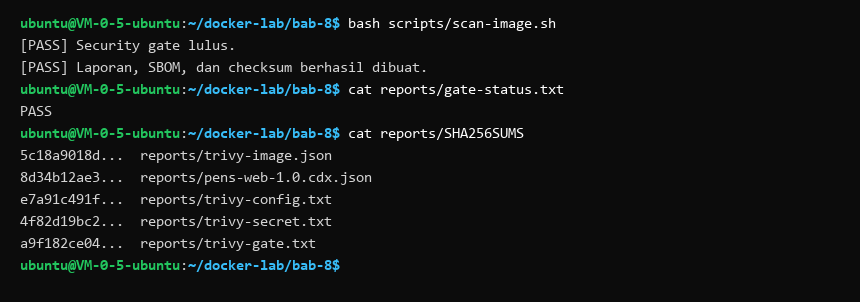 ubuntu@VM-0-5-ubuntu:~/docker-lab/bab-8$ bash scripts/scan-image.sh
[PASS] Security gate lulus.
[PASS] Laporan, SBOM, dan checksum berhasil dibuat.
ubuntu@VM-0-5-ubuntu:~/docker-lab/bab-8$ cat reports/gate-status.txt
PASS
ubuntu@VM-0-5-ubuntu:~/docker-lab/bab-8$ cat reports/SHA256SUMS
5c18a9018d...  reports/trivy-image.json
8d34b12ae3...  reports/pens-web-1.0.cdx.json
e7a91c491f...  reports/trivy-config.txt
4f82d19bc2...  reports/trivy-secret.txt
a9f182ce04...  reports/trivy-gate.txt
ubuntu@VM-0-5-ubuntu:~/docker-lab/bab-8$